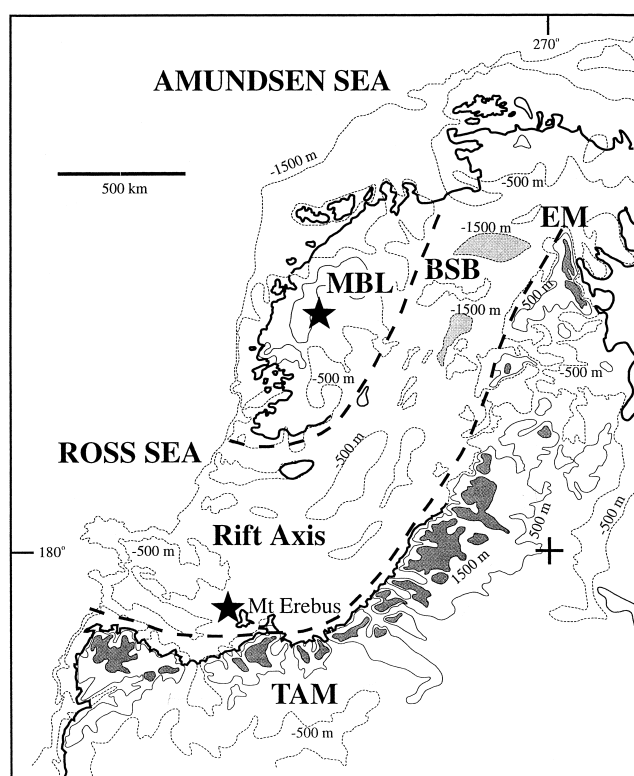 270°
AMUNDSEN SEA
-1500 m
500 km
-500 m
-1500 m
EM
BSB
MBL
500 m
-1500 m
-500 m
-500 m
ROSS SEA
-500 m
500 m
-500 m
Rift Axis
-500 m
180°
1500 m
Mt Erebus
TAM
-500 m